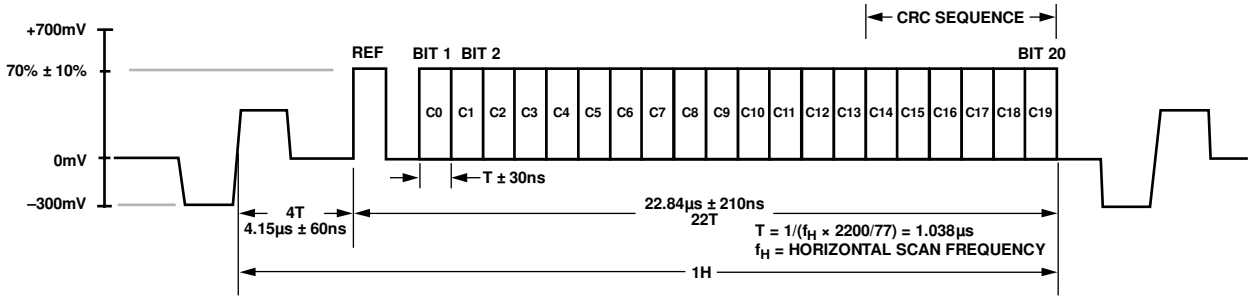 CRC SEQUENCE
+700mV
REF
BIT 1 BIT 2
BIT 20
70% ± 10%
C0 C1 C2 C3 C4 C5 C6 C7 C8 C9 C10 C11 C12 C13 C14 C15 C16 C17 C18 C19
0mV
T ± 30ns
–300mV
4T
4.15µs ± 60ns
22.84µs ± 210ns
22T
T = 1/(fH × 2200/77) = 1.038µs
fH = HORIZONTAL SCAN FREQUENCY
1H